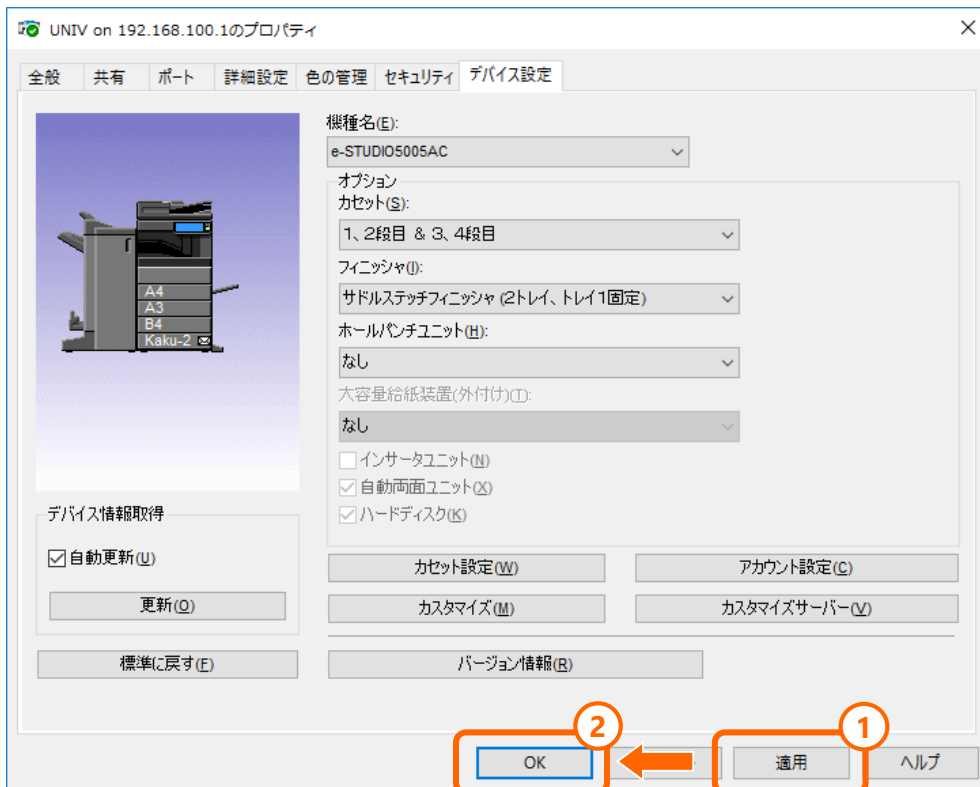 UNIV on 192.168.100.1のプロパティ
全般 共有 ポート 詳細設定 色の管理 セキュリティ デバイス設定
機種名(E):
e-STUDIO5005AC
オプション
カセット(S):
1、2段目 & 3、4段目
フィニッシャ(I):
サドルステッチフィニッシャ (2トレイ、トレイ1固定)
ホールパンチユニット(H):
なし
大容量給紙装置(外付け)(T):
なし
インサータユニット(N)
自動両面ユニット(X)
ハードディスク(K)
A4
A3
B4
Kaku-2
デバイス情報取得
自動更新(U)
更新(O)
標準に戻す(F)
カセット設定(W) アカウント設定(C)
カスタマイズ(M) カスタマイズサーバー(V)
バージョン情報(R)
2 1
OK 適用 ヘルプ